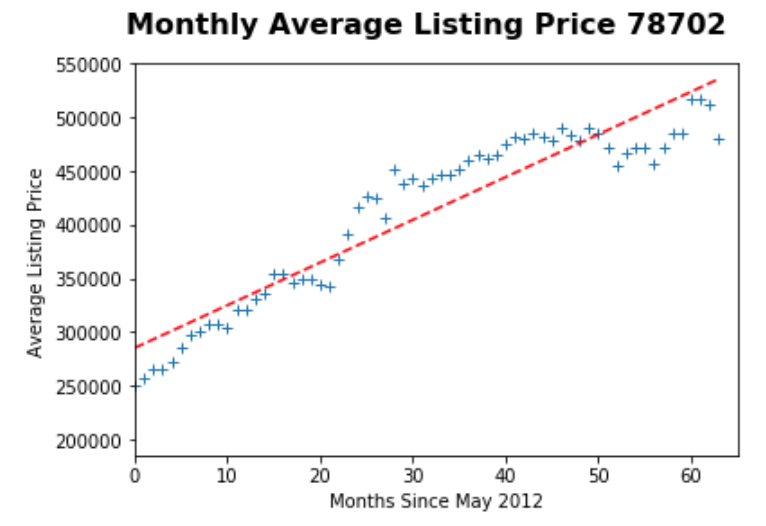 Monthly Average Listing Price 78702
550000
500000
450000
400000
350000
300000
250000
200000
Average Listing Price
0 10 20 30 40 50 60
Months Since May 2012